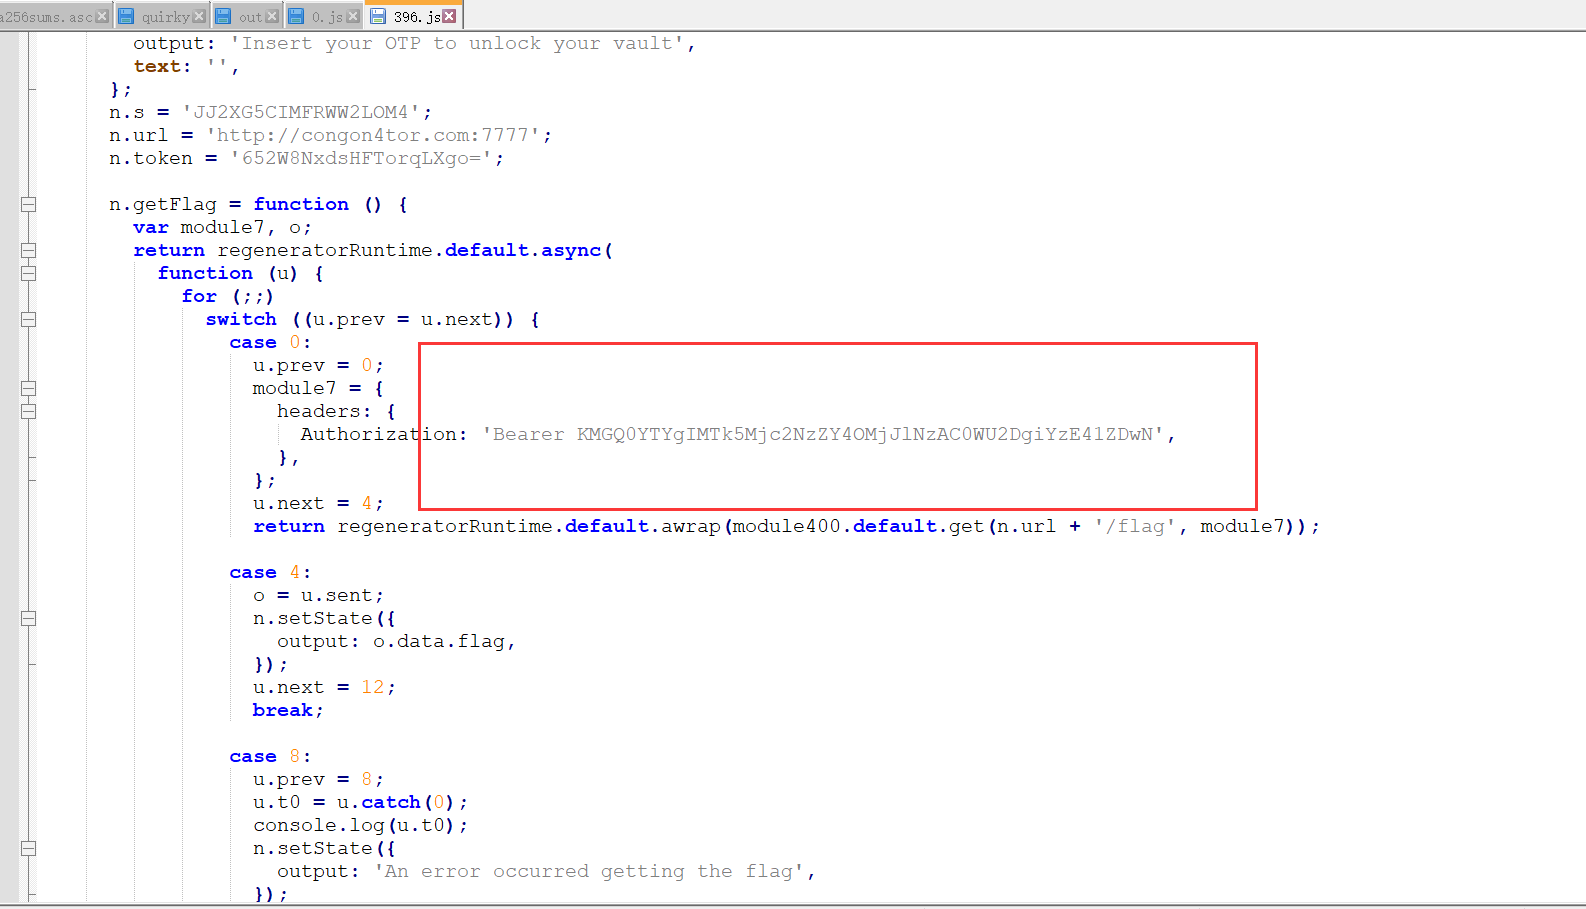 a256sums.asc quirky out 0.js 396.js
output: 'Insert your OTP to unlock your vault',
text: '',
};
n.s = 'JJ2XG5CIMFRWW2LOM4';
n.url = 'http://congon4tor.com:7777';
n.token = '652W8NxdsHFTorqLXgo=';
n.getFlag = function () {
var module7, o;
return regeneratorRuntime.default.async(
function (u) {
for (;;)
switch ((u.prev = u.next)) {
case 0:
u.prev = 0;
module7 = {
headers: {
Authorization: 'Bearer KMGQ0YTYgIMTk5Mjc2NzZY4OMjJlNzAC0WU2DgiYzE41ZDwN',
},
};
u.next = 4;
return regeneratorRuntime.default.awrap(module400.default.get(n.url + '/flag', module7));
case 4:
o = u.sent;
n.setState({
output: o.data.flag,
});
u.next = 12;
break;
case 8:
u.prev = 8;
u.t0 = u.catch(0);
console.log(u.t0);
n.setState({
output: 'An error occurred getting the flag',
});